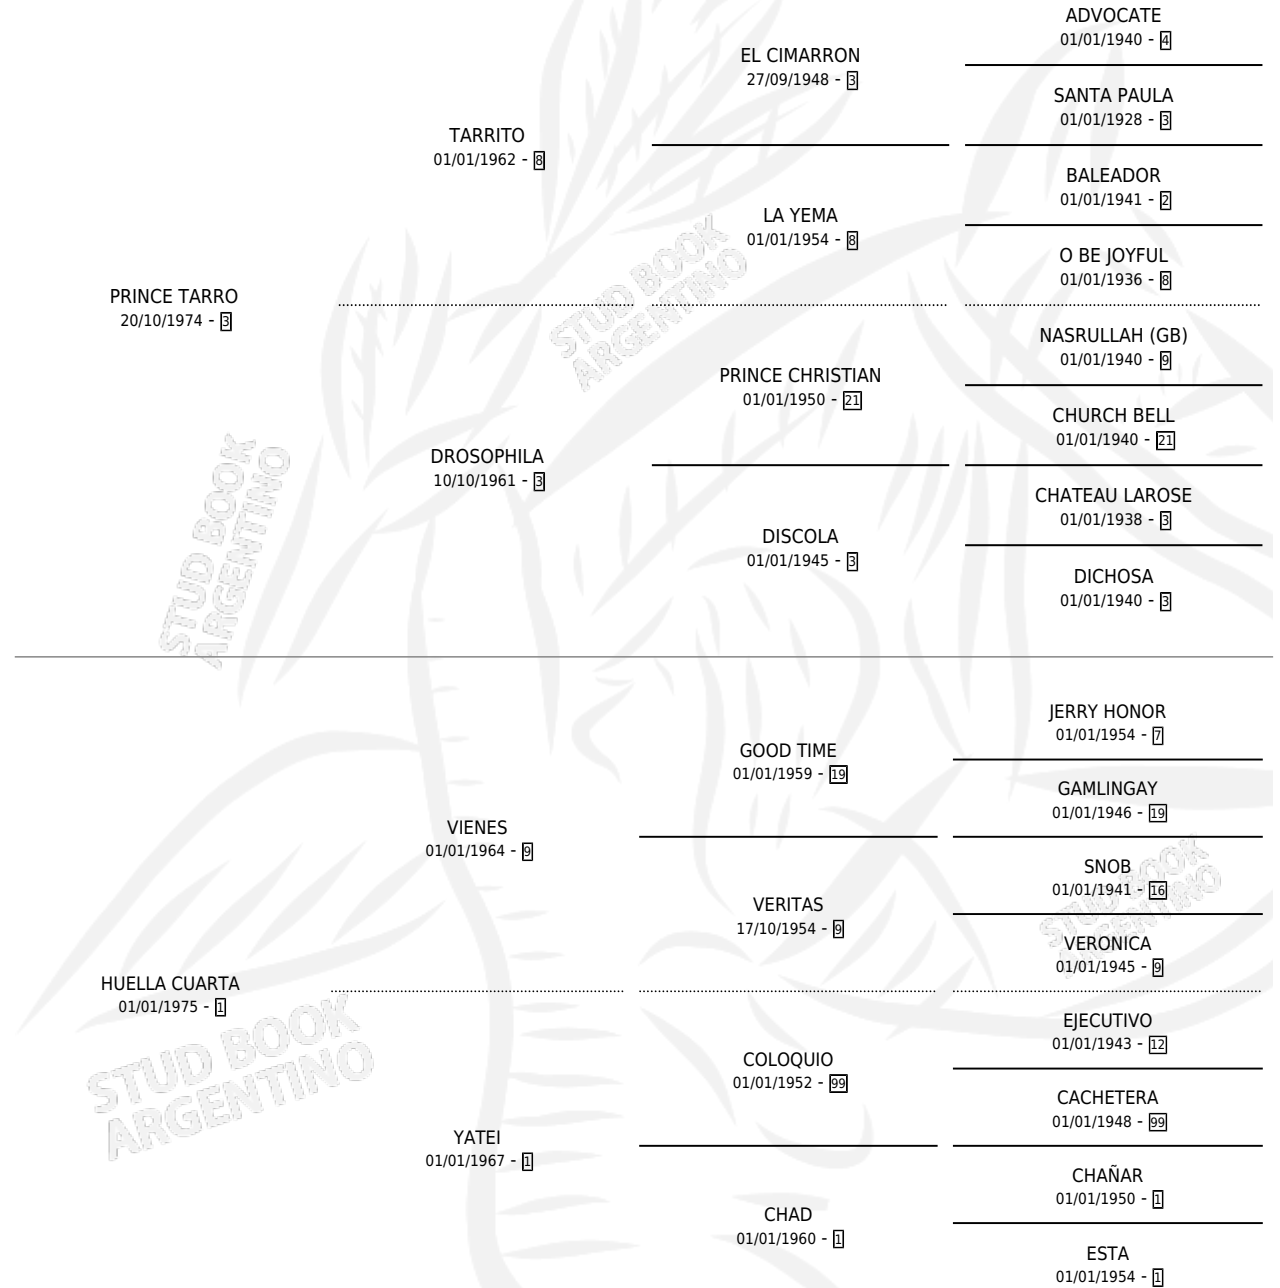 ADVOCATE
01/01/1940 - 4
EL CIMARRON
27/09/1948 - 3
SANTA PAULA
01/01/1928 - 3
TARRITO
01/01/1962 - 8
BALEADOR
01/01/1941 - 2
LA YEMA
01/01/1954 - 8
O BE JOYFUL
01/01/1936 - 8
PRINCE TARRO
20/10/1974 - 3
NASRULLAH (GB)
01/01/1940 - 9
PRINCE CHRISTIAN
01/01/1950 - 21
CHURCH BELL
01/01/1940 - 21
DROSOPHILA
10/10/1961 - 3
CHATEAU LAROSE
01/01/1938 - 3
DISCOLA
01/01/1945 - 3
DICHOSA
01/01/1940 - 3
JERRY HONOR
01/01/1954 - 7
GOOD TIME
01/01/1959 - 19
GAMLINGAY
01/01/1946 - 19
VIENES
01/01/1964 - 9
SNOB
01/01/1941 - 16
VERITAS
17/10/1954 - 9
VERONICA
01/01/1945 - 9
HUELLA CUARTA
01/01/1975 - 1
EJECUTIVO
01/01/1943 - 12
COLOQUIO
01/01/1952 - 99
CACHETERA
01/01/1948 - 99
YATEI
01/01/1967 - 1
CHAÑAR
01/01/1950 - 1
CHAD
01/01/1960 - 1
ESTA
01/01/1954 - 1
STUD BOOK
ARGENTINO
STUD BOOK
ARGENTINO
STUD BOOK
ARGENTINO
STUD BOOK
ARGENTINO